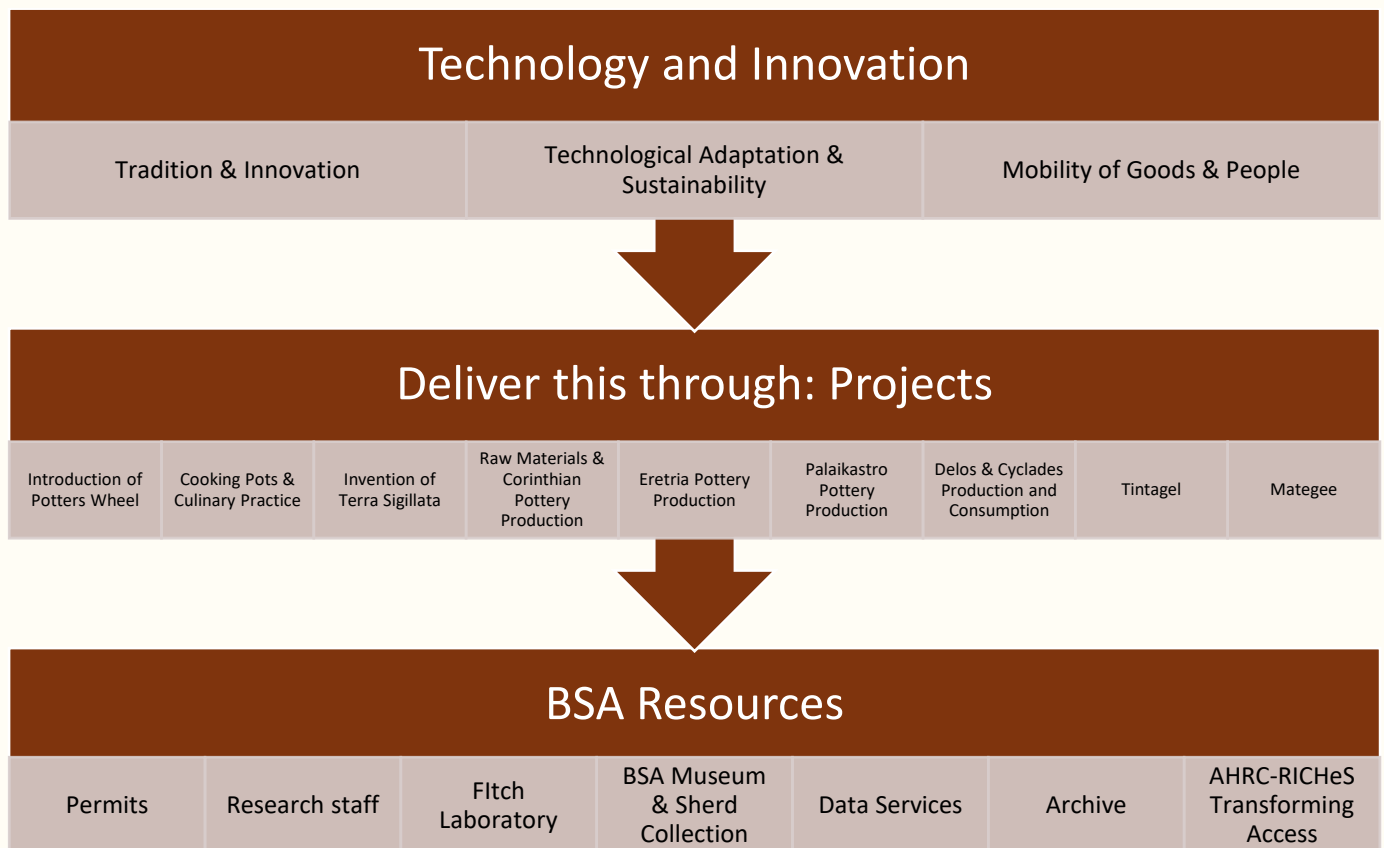 Technology and Innovation
Tradition & Innovation
Technological Adaptation &
Sustainability
Mobility of Goods & People
Deliver this through: Projects
Introduction of
Potters Wheel
Cooking Pots &
Culinary Practice
Invention of
Terra Sigillata
Raw Materials &
Corinthian
Pottery
Production
Eretria Pottery
Production
Palaikastro
Pottery
Production
Delos & Cyclades
Production and
Consumption
Tintagel
Mategee
BSA Resources
Permits
Research staff
FItch
Laboratory
BSA Museum
& Sherd
Collection
Data Services
Archive
AHRC-RICHeS
Transforming
Access